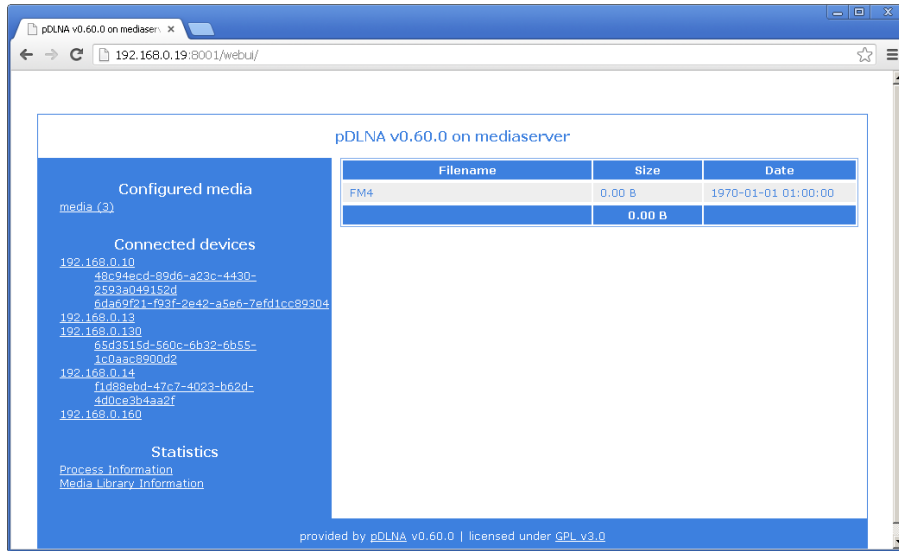 pDLNA v0.60.0 on mediaserv
192.168.0.19:8001/webui/
pDLNA v0.60.0 on mediaserver
Configured media
media (3)
Connected devices
192.168.0.10
48c94ecd-89d6-a23c-4430-
2593a049152d
6da69f21-f93f-2e42-a5e6-7efd1cc89304
192.168.0.13
192.168.0.130
65d3515d-560c-6b32-6b55-
1c0aac8900d2
192.168.0.14
f1d88ebd-47c7-4023-b62d-
4d0ce3b4aa2f
192.168.0.160
Statistics
Process Information
Media Library Information
Filename Size Date
FM4 0.00 B 1970-01-01 01:00:00
0.00 B
provided by pDLNA v0.60.0 | licensed under GPL v3.0